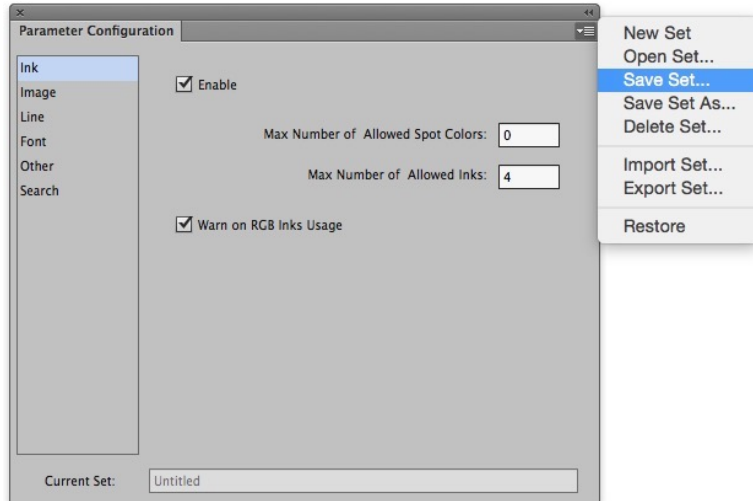 Parameter Configuration
Ink
Image
Line
Font
Other
Search
Enable
Max Number of Allowed Spot Colors: 0
Max Number of Allowed Inks: 4
Warn on RGB Inks Usage
Current Set: Untitled
New Set
Open Set...
Save Set...
Save Set As...
Delete Set...
Import Set...
Export Set...
Restore